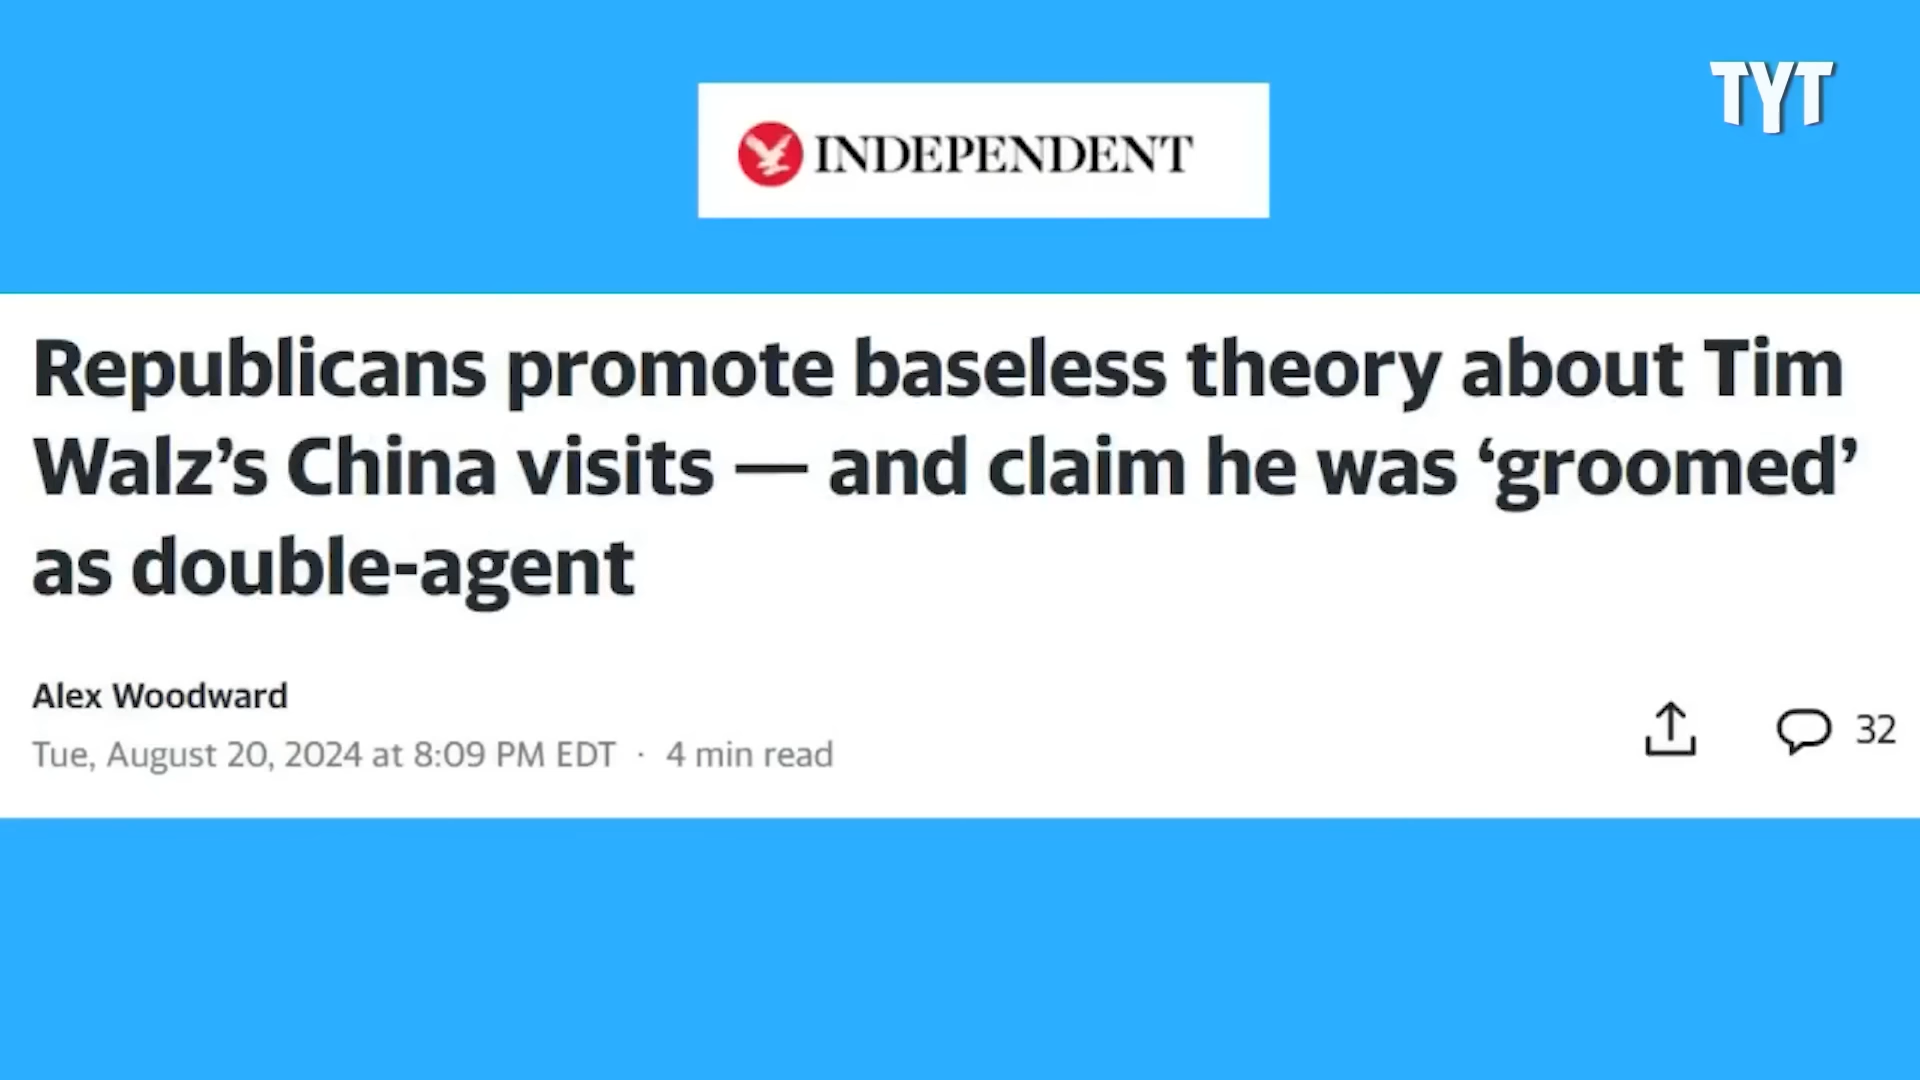 TYT
INDEPENDENT
Republicans promote baseless theory about Tim
Walz’s China visits — and claim he was ‘groomed’
as double-agent
Alex Woodward
Tue, August 20, 2024 at 8:09 PM EDT · 4 min read
32